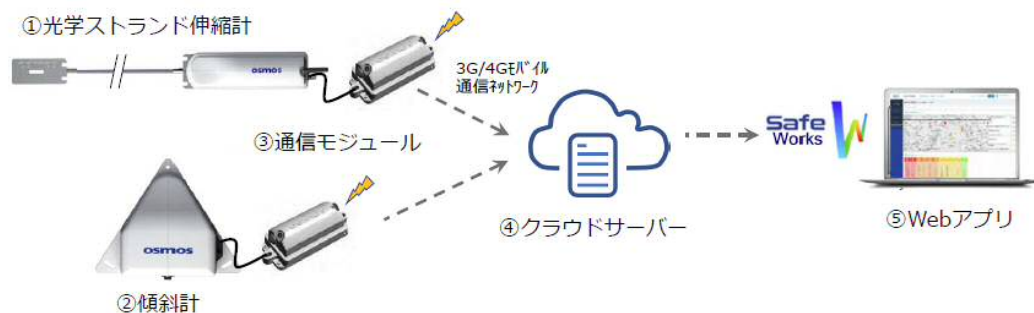 ①光学ストランド伸縮計
osmos
3G/4Gﾓﾊﾞｲﾙ
通信ﾈｯﾄﾜｰｸ
③通信モジュール
Safe
Works
④クラウドサーバー
⑤Webアプリ
osmos
②傾斜計